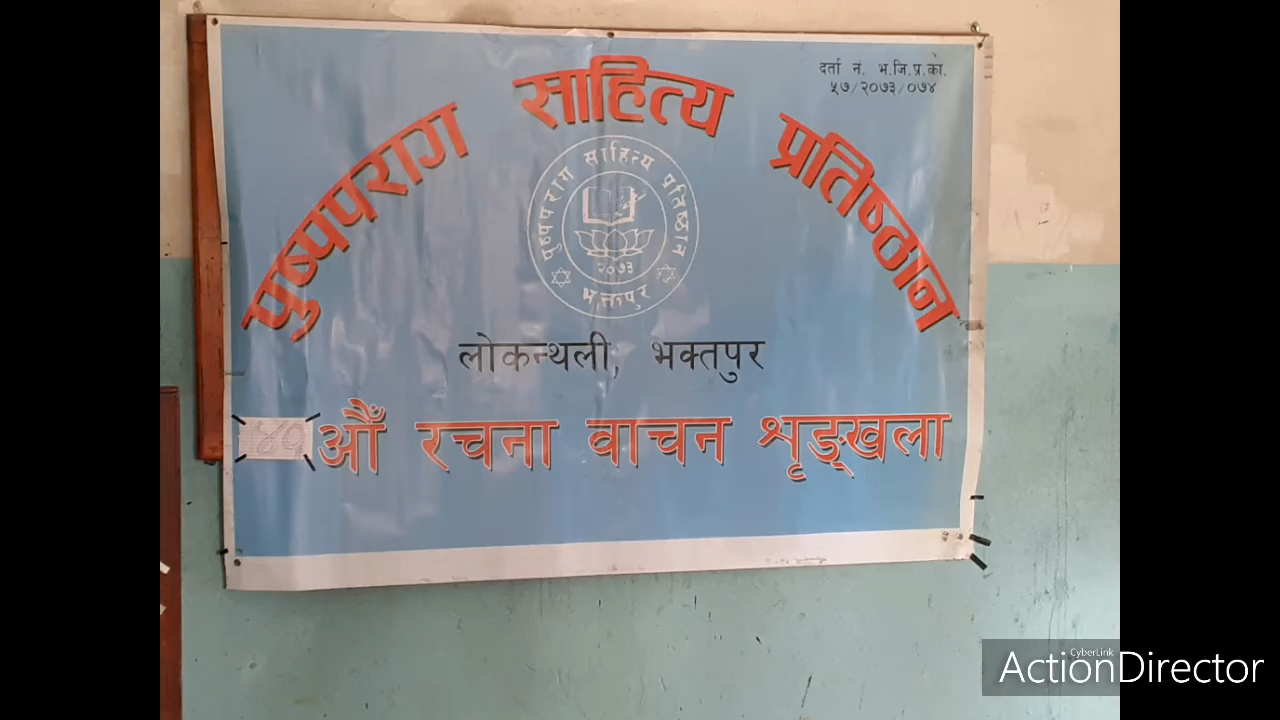 दर्ता नं. भ.जि.प्र.का.
५७/२०७३/०७४
पुष्पपराग साहित्य प्रतिष्ठान
पुष्पपराग साहित्य प्रतिष्ठान
२०७३
भक्तपुर
लोकन्थली, भक्तपुर
औँ रचना वाचन श्रृङ्खला
CyberLink
ActionDirector